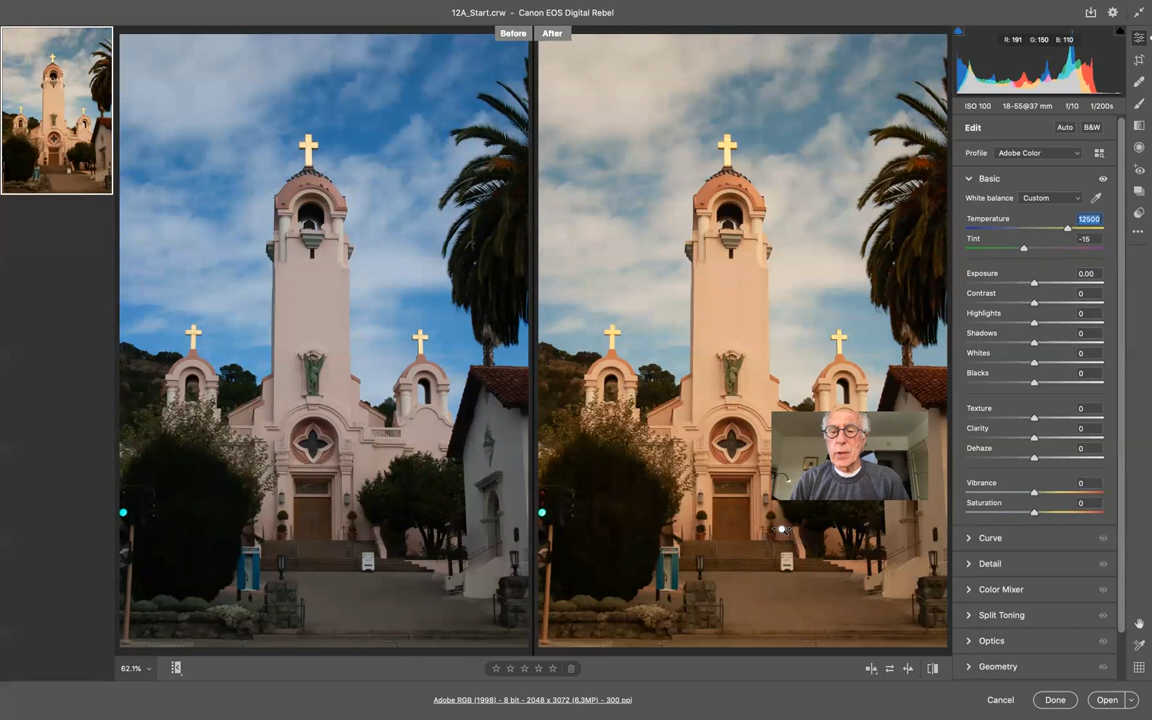 12A_Start.crw - Canon EOS Digital Rebel
Before
After
R: 191 G: 150 B: 110
ISO 100 18-55@37 mm f/10 1/200s
Edit Auto B&W
Profile Adobe Color
Basic
White balance Custom
Temperature 12500
Tint -15
Exposure 0.00
Contrast 0
Highlights 0
Shadows 0
Whites 0
Blacks 0
Texture 0
Clarity 0
Dehaze 0
Vibrance 0
Saturation 0
Curve
Detail
Color Mixer
Split Toning
Optics
Geometry
62.1%
Adobe RGB (1998) - 8 bit - 2048 x 3072 (6.3MP) - 300 ppi
Cancel Done Open